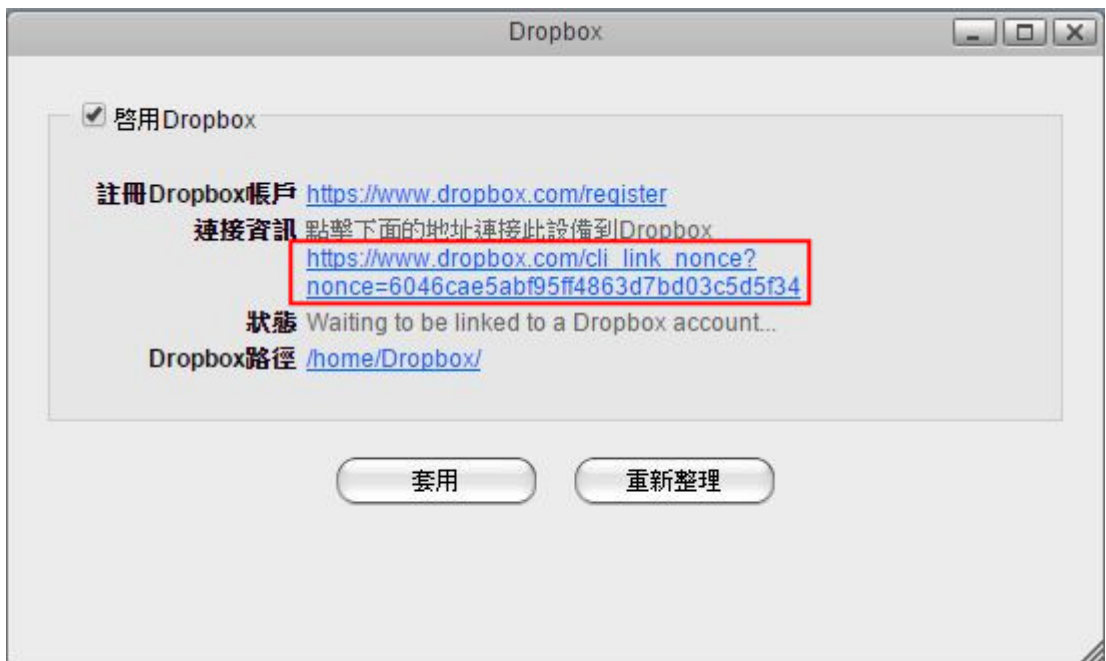 Dropbox
啓用Dropbox
註冊Dropbox帳戶 https://www.dropbox.com/register
連接資訊 點擊下面的地址連接此設備到Dropbox
https://www.dropbox.com/cli_link_nonce?
nonce=6046cae5abf95ff4863d7bd03c5d5f34
狀態 Waiting to be linked to a Dropbox account...
Dropbox路徑 /home/Dropbox/
套用 重新整理